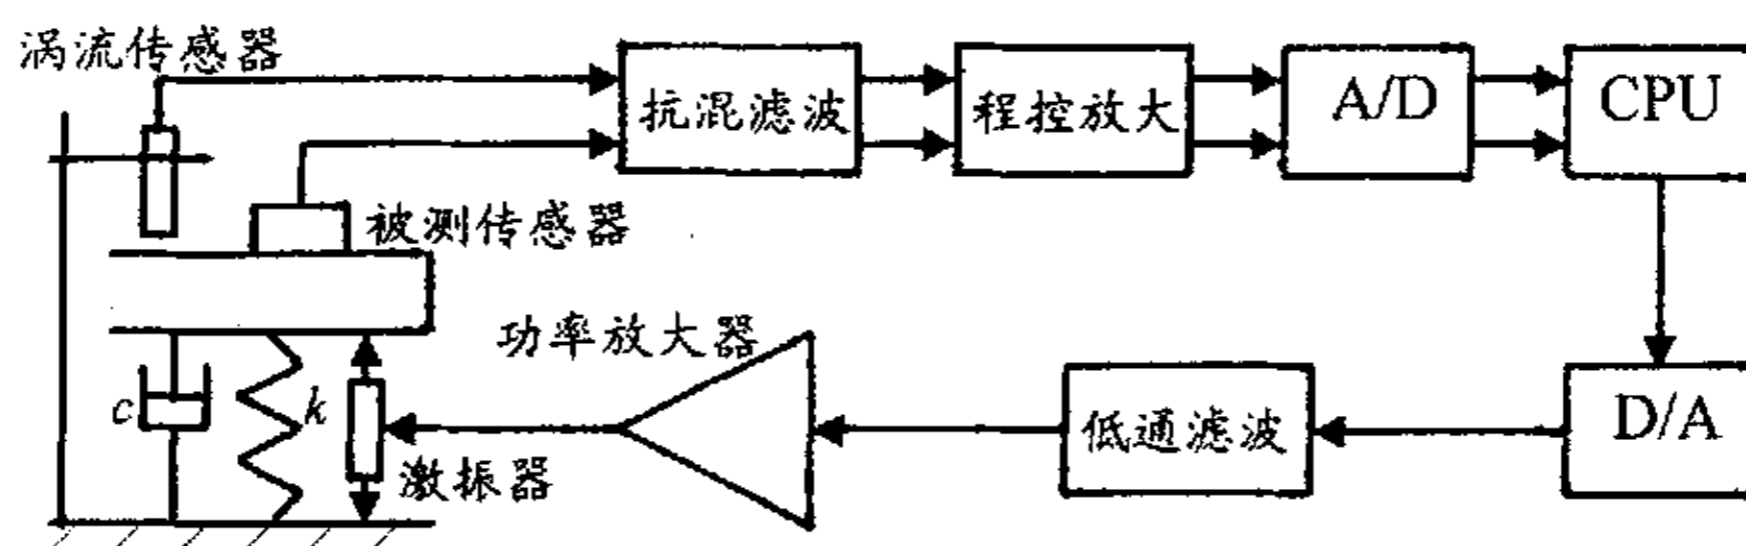 涡流传感器
抗混滤波
程控放大
A/D
CPU
被测传感器
功率放大器
c
k
激振器
低通滤波
D/A